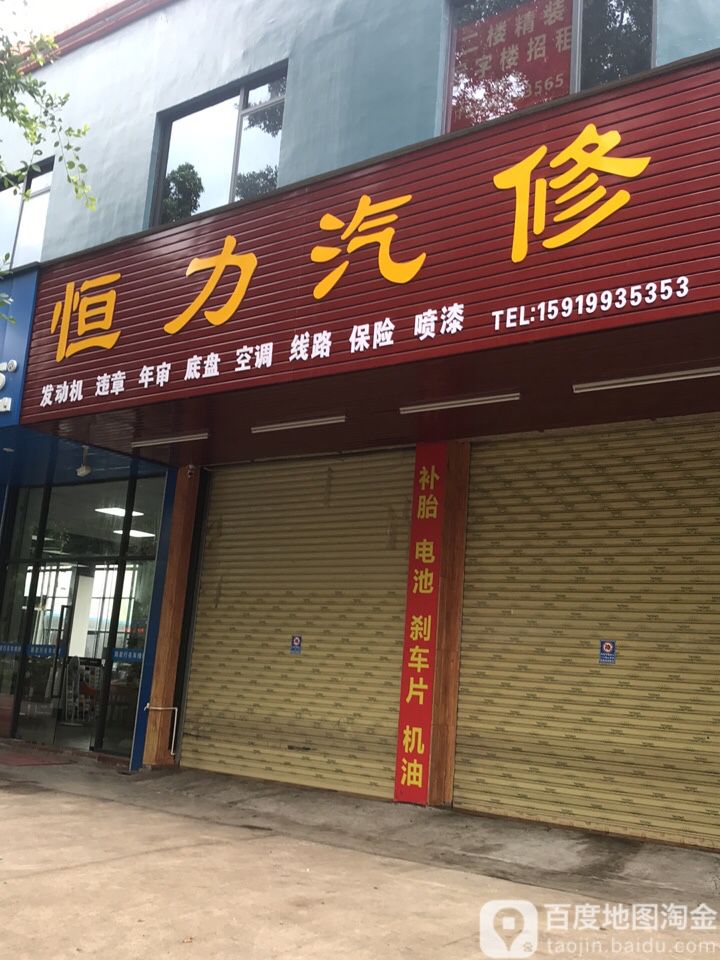 二楼精装
写字楼招租
恒力汽修
发动机 违章 年审 底盘 空调 线路 保险 喷漆 TEL:15919935353
补胎 电池 刹车片 机油
百度地图淘金
taojin.baidu.com